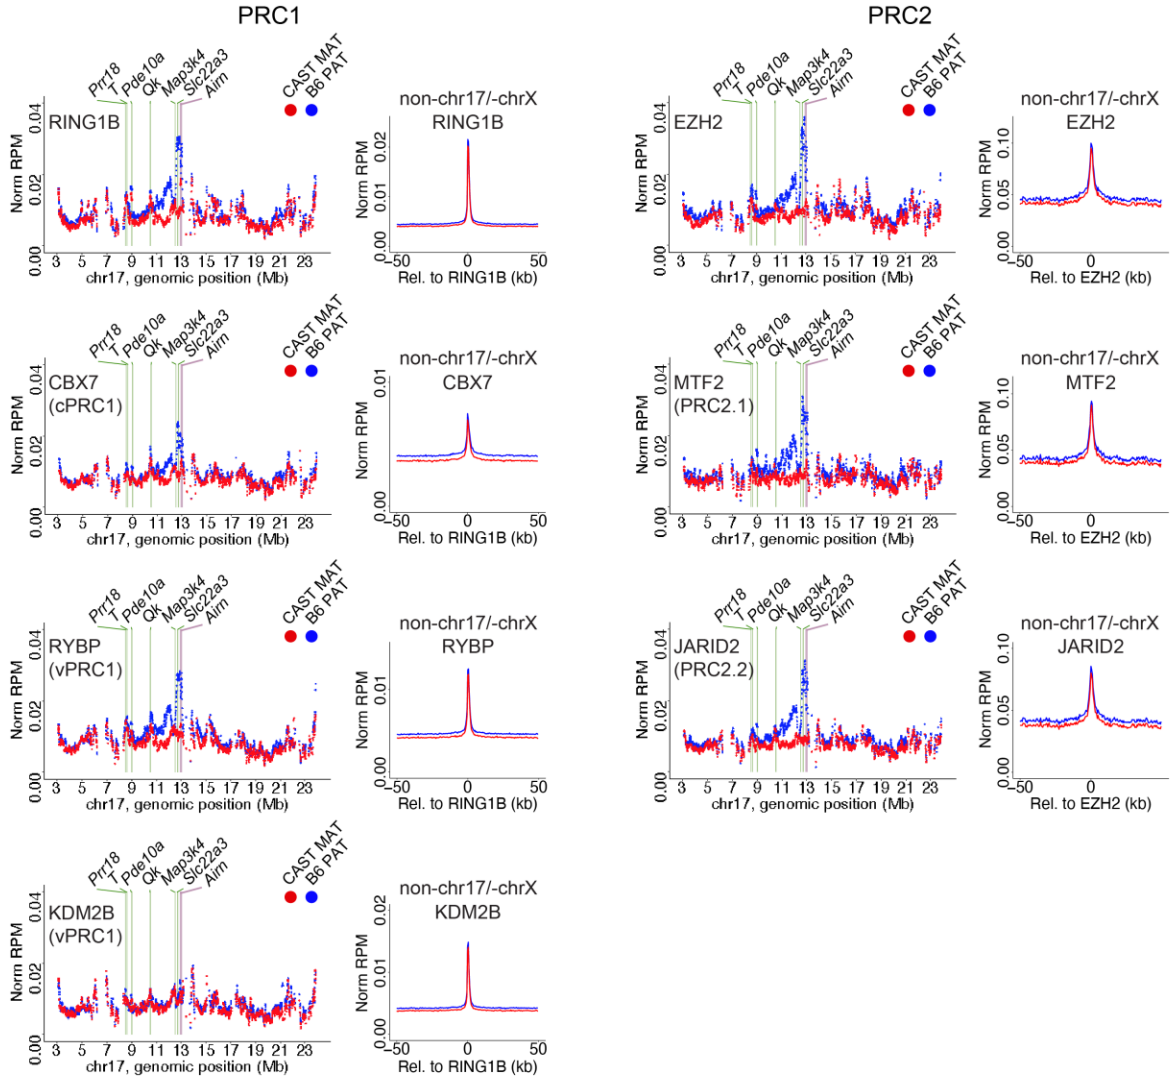 PRC1
PRC2
Prr18
T
Pde10a
Qk
Map3k4
Slc22a3
Airn
CAST MAT
B6 PAT
RING1B
Norm RPM
0.04
0.02
0.00
3 5 7 9 11 13 15 17 19 21 23
chr17, genomic position (Mb)
non-chr17/-chrX
RING1B
Norm RPM
0.02
0.01
0.00
−50 0 50
Rel. to RING1B (kb)
Prr18
T
Pde10a
Qk
Map3k4
Slc22a3
Airn
CAST MAT
B6 PAT
EZH2
Norm RPM
0.04
0.02
0.00
3 5 7 9 11 13 15 17 19 21 23
chr17, genomic position (Mb)
non-chr17/-chrX
EZH2
Norm RPM
0.10
0.05
0.00
−50 0 50
Rel. to EZH2 (kb)
Prr18
T
Pde10a
Qk
Map3k4
Slc22a3
Airn
CAST MAT
B6 PAT
CBX7
(cPRC1)
Norm RPM
0.04
0.02
0.00
3 5 7 9 11 13 15 17 19 21 23
chr17, genomic position (Mb)
non-chr17/-chrX
CBX7
Norm RPM
0.01
0.00
−50 0 50
Rel. to RING1B (kb)
Prr18
T
Pde10a
Qk
Map3k4
Slc22a3
Airn
CAST MAT
B6 PAT
MTF2
(PRC2.1)
Norm RPM
0.04
0.02
0.00
3 5 7 9 11 13 15 17 19 21 23
chr17, genomic position (Mb)
non-chr17/-chrX
MTF2
Norm RPM
0.10
0.05
0.00
−50 0 50
Rel. to EZH2 (kb)
Prr18
T
Pde10a
Qk
Map3k4
Slc22a3
Airn
CAST MAT
B6 PAT
RYBP
(vPRC1)
Norm RPM
0.04
0.02
0.00
3 5 7 9 11 13 15 17 19 21 23
chr17, genomic position (Mb)
non-chr17/-chrX
RYBP
Norm RPM
0.01
0.00
−50 0 50
Rel. to RING1B (kb)
Prr18
T
Pde10a
Qk
Map3k4
Slc22a3
Airn
CAST MAT
B6 PAT
JARID2
(PRC2.2)
Norm RPM
0.04
0.02
0.00
3 5 7 9 11 13 15 17 19 21 23
chr17, genomic position (Mb)
non-chr17/-chrX
JARID2
Norm RPM
0.10
0.05
0.00
−50 0 50
Rel. to EZH2 (kb)
Prr18
T
Pde10a
Qk
Map3k4
Slc22a3
Airn
CAST MAT
B6 PAT
KDM2B
(vPRC1)
Norm RPM
0.04
0.02
0.00
3 5 7 9 11 13 15 17 19 21 23
chr17, genomic position (Mb)
non-chr17/-chrX
KDM2B
Norm RPM
0.02
0.01
0.00
−50 0 50
Rel. to RING1B (kb)